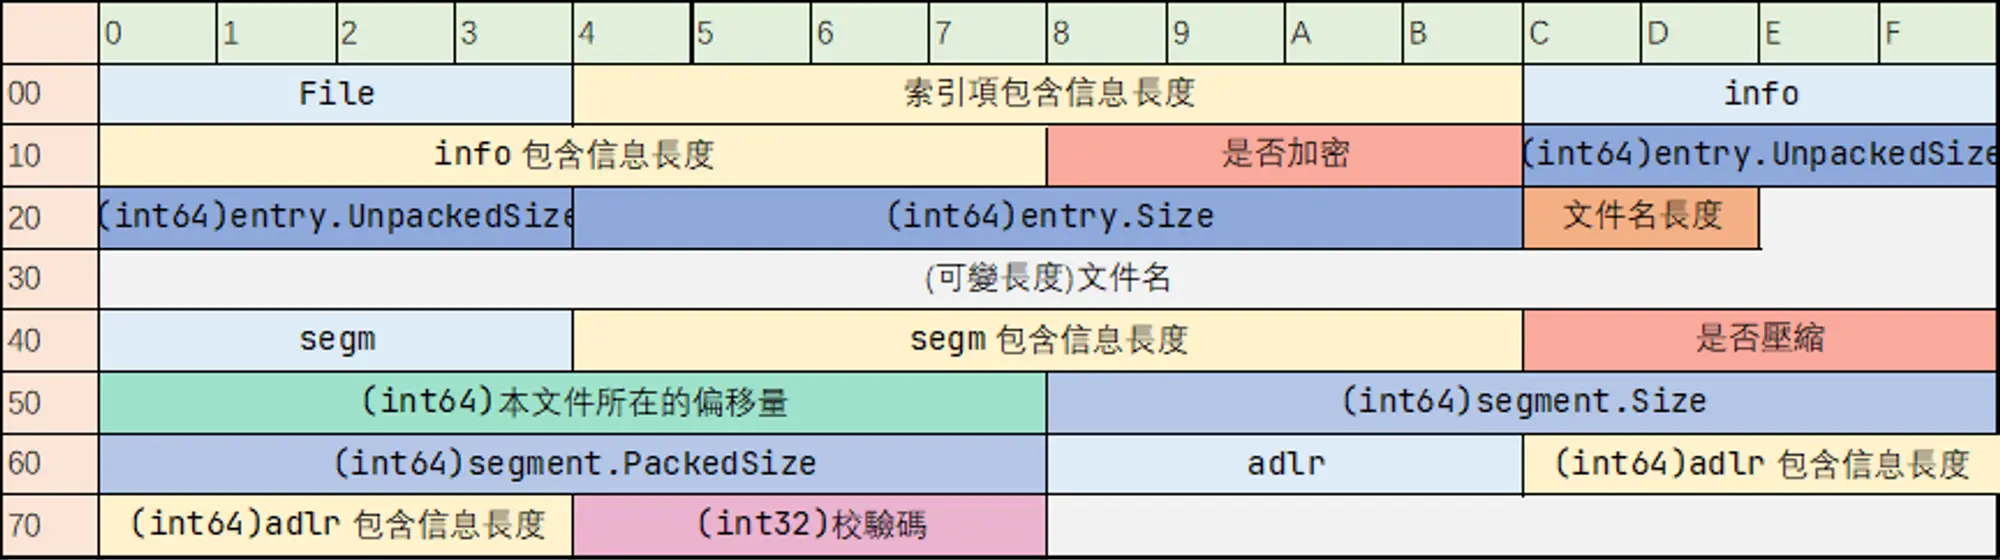 0 1 2 3 4 5 6 7 8 9 A B C D E F
00 File 索引項包含信息長度 info
10 info 包含信息長度 是否加密 (int64)entry.UnpackedSize
20 (int64)entry.UnpackedSize (int64)entry.Size 文件名長度
30 (可變長度)文件名
40 segm segm 包含信息長度 是否壓縮
50 (int64)本文件所在的偏移量 (int64)segment.Size
60 (int64)segment.PackedSize adlr (int64)adlr 包含信息長度
70 (int64)adlr 包含信息長度 (int32)校驗碼